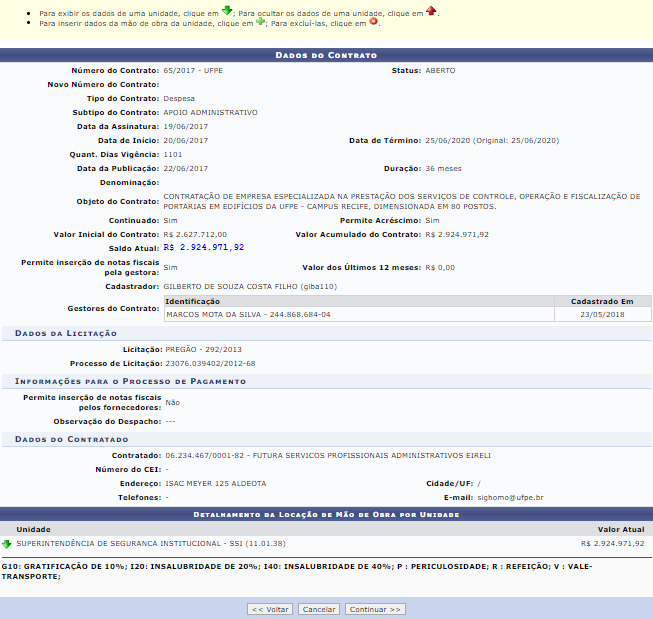 Para exibir os dados de uma unidade, clique em ; Para ocultar os dados de uma unidade, clique em .
Para inserir dados da mão de obra da unidade, clique em ; Para excluí-las, clique em .
DADOS DO CONTRATO
Número do Contrato: 65/2017 - UFPE Status: ABERTO
Novo Número do Contrato:
Tipo do Contrato: Despesa
Subtipo do Contrato: APOIO ADMINISTRATIVO
Data da Assinatura: 19/06/2017
Data de Início: 20/06/2017 Data de Término: 25/06/2020 (Original: 25/06/2020)
Quant. Dias Vigência: 1101
Data da Publicação: 22/06/2017 Duração: 36 meses
Denominação:
Objeto do Contrato: CONTRATAÇÃO DE EMPRESA ESPECIALIZADA NA PRESTAÇÃO DOS SERVIÇOS DE CONTROLE, OPERAÇÃO E FISCALIZAÇÃO DE
PORTARIAS EM EDIFÍCIOS DA UFPE - CAMPUS RECIFE, DIMENSIONADA EM 80 POSTOS.
Continuado: Sim Permite Acréscimo: Sim
Valor Inicial do Contrato: R$ 2.627.712,00 Valor Acumulado do Contrato: R$ 2.924.971,92
Saldo Atual: R$ 2.924.971,92
Permite inserção de notas fiscais
pela gestora: Sim Valor dos Últimos 12 meses: R$ 0,00
Cadastrador: GILBERTO DE SOUZA COSTA FILHO (giba110)
Identificação Cadastrado Em
Gestores do Contrato: MARCOS MOTA DA SILVA - 244.868.684-04 23/05/2018
DADOS DA LICITAÇÃO
Licitação: PREGÃO - 292/2013
Processo de Licitação: 23076.039402/2012-68
INFORMAÇÕES PARA O PROCESSO DE PAGAMENTO
Permite inserção de notas fiscais
pelos fornecedores: Não
Observação do Despacho: ---
DADOS DO CONTRATADO
Contratado: 06.234.467/0001-82 - FUTURA SERVICOS PROFISSIONAIS ADMINISTRATIVOS EIRELI
Número do CEI: -
Endereço: ISAC MEYER 125 ALDEOTA Cidade/UF: /
Telefones: - E-mail: sighomo@ufpe.br
DETALHAMENTO DA LOCAÇÃO DE MÃO DE OBRA POR UNIDADE
Unidade Valor Atual
SUPERINTENDÊNCIA DE SEGURANCA INSTITUCIONAL - SSI (11.01.38) R$ 2.924.971,92
G10: GRATIFICAÇÃO DE 10%; I20: INSALUBRIDADE DE 20%; I40: INSALUBRIDADE DE 40%; P : PERICULOSIDADE; R : REFEIÇÃO; V : VALE-
TRANSPORTE;
<< Voltar Cancelar Continuar >>